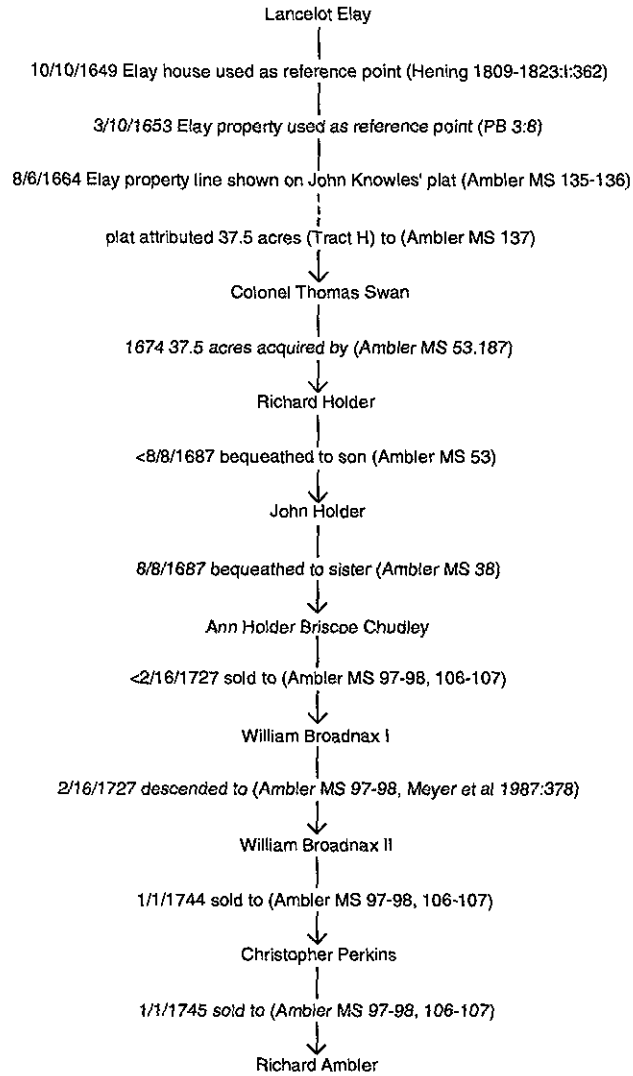 Lancelot Elay
10/10/1649 Elay house used as reference point (Hening 1809-1823:I:362)
3/10/1653 Elay property used as reference point (PB 3:8)
8/6/1664 Elay property line shown on John Knowles' plat (Ambler MS 135-136)
plat attributed 37.5 acres (Tract H) to (Ambler MS 137)
Colonel Thomas Swan
1674 37.5 acres acquired by (Ambler MS 53.187)
Richard Holder
<8/8/1687 bequeathed to son (Ambler MS 53)
John Holder
8/8/1687 bequeathed to sister (Ambler MS 38)
Ann Holder Briscoe Chudley
<2/16/1727 sold to (Ambler MS 97-98, 106-107)
William Broadnax I
2/16/1727 descended to (Ambler MS 97-98, Meyer et al 1987:378)
William Broadnax II
1/1/1744 sold to (Ambler MS 97-98, 106-107)
Christopher Perkins
1/1/1745 sold to (Ambler MS 97-98, 106-107)
Richard Ambler